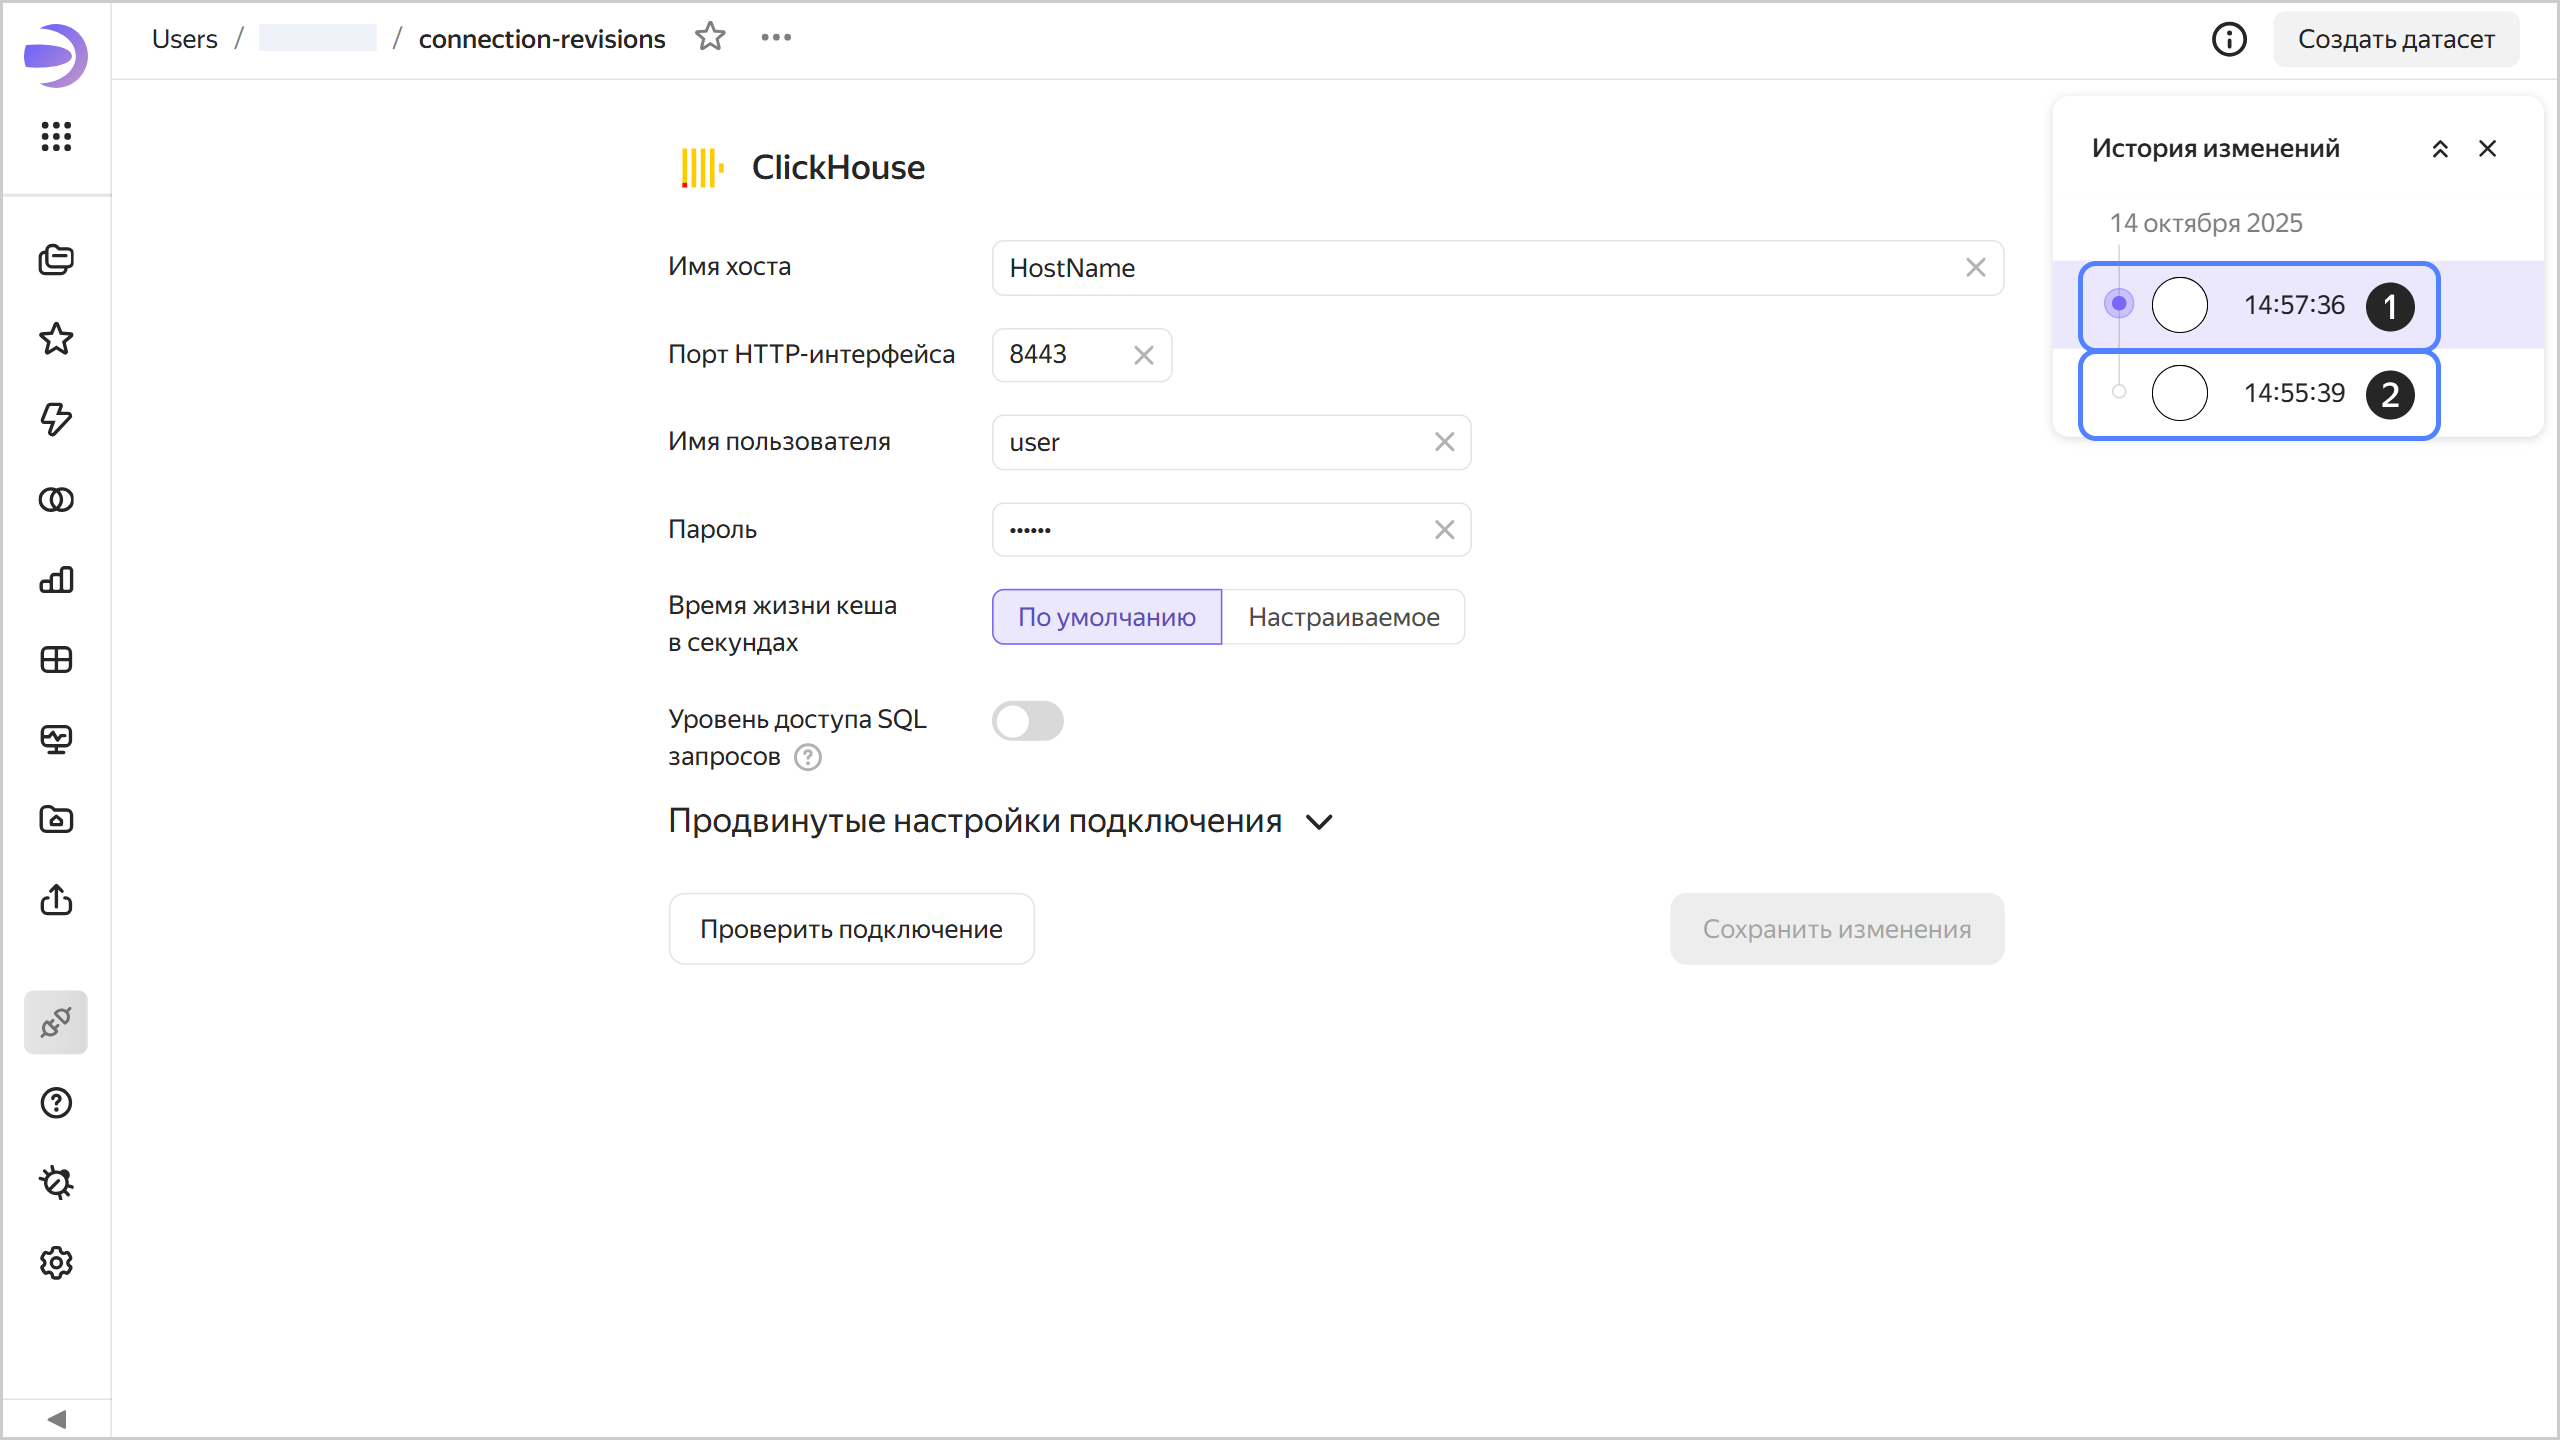 Users / / connection-revisions
Создать датасет
ClickHouse
Имя хоста
HostName
Порт HTTP-интерфейса
8443
Имя пользователя
user
Пароль
••••••
Время жизни кеша
в секундах
По умолчанию
Настраиваемое
Уровень доступа SQL
запросов
Продвинутые настройки подключения
Проверить подключение
Сохранить изменения
История изменений
14 октября 2025
14:57:36 1
14:55:39 2